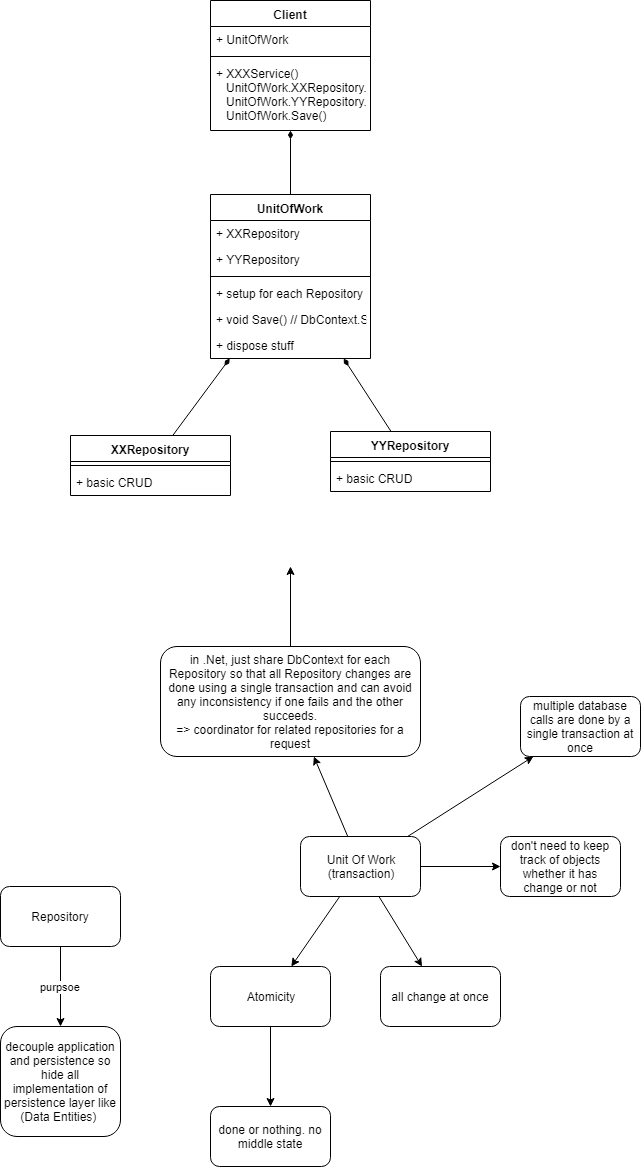 Client
+ UnitOfWork
+ XXXService()
UnitOfWork.XXRepository.
UnitOfWork.YYRepository.
UnitOfWork.Save()
UnitOfWork
+ XXRepository
+ YYRepository
+ setup for each Repository
+ void Save() // DbContext.S
+ dispose stuff
XXRepository
+ basic CRUD
YYRepository
+ basic CRUD
in .Net, just share DbContext for each
Repository so that all Repository changes are
done using a single transaction and can avoid
any inconsistency if one fails and the other
succeeds.
=> coordinator for related repositories for a
request
multiple database
calls are done by a
single transaction at
once
Unit Of Work
(transaction)
don't need to keep
track of objects
whether it has
change or not
Repository
purpsoe
decouple application
and persistence so
hide all
implementation of
persistence layer like
(Data Entities)
Atomicity
all change at once
done or nothing. no
middle state